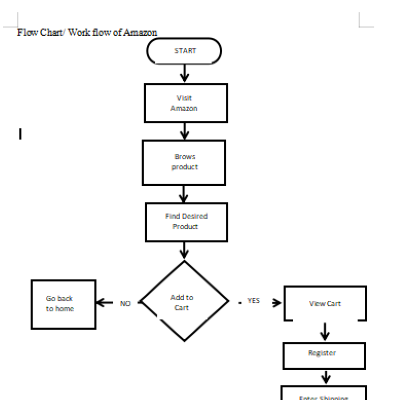 Flow Chart/ Work flow of Amazon
START
Visit
Amazon
Brows
product
Find Desired
Product
Add to
Cart
Go back
to home
NO
YES
View Cart
Register
Enter Shipping